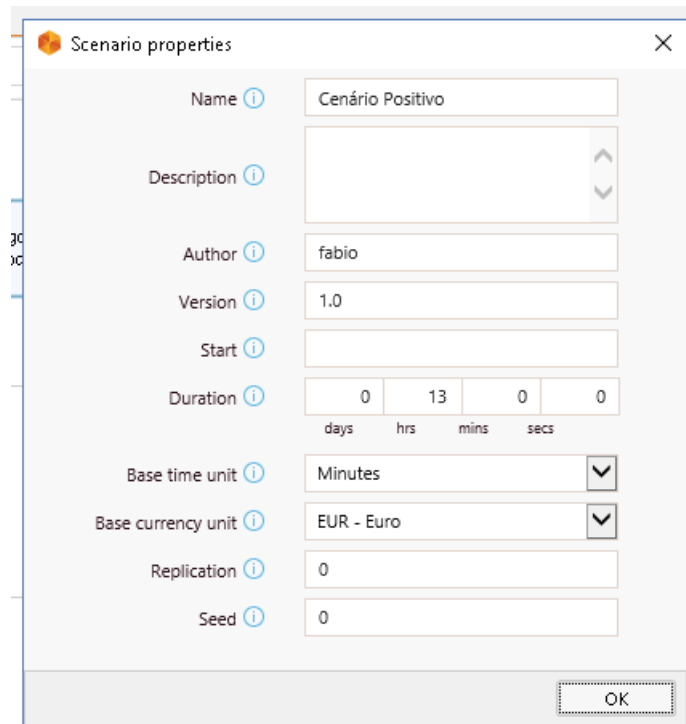 Scenario properties
Name
Cenário Positivo
Description
Author
fabio
Version
1.0
Start
Duration
0 13 0 0
days hrs mins secs
Base time unit
Minutes
Base currency unit
EUR - Euro
Replication
0
Seed
0
OK